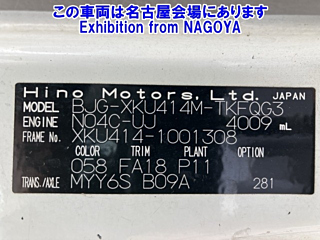 この車両は名古屋会場にあります
Exhibition from NAGOYA
Hino Motors, Ltd. JAPAN
MODEL BJG-XKU414M-TKFQG3
ENGINE N04C-UJ 4009 mL
FRAME No. XKU414-1001308
COLOR TRIM PLANT OPTION
058 FA18 P11
TRANS./AXLE MYY6S B09A 281